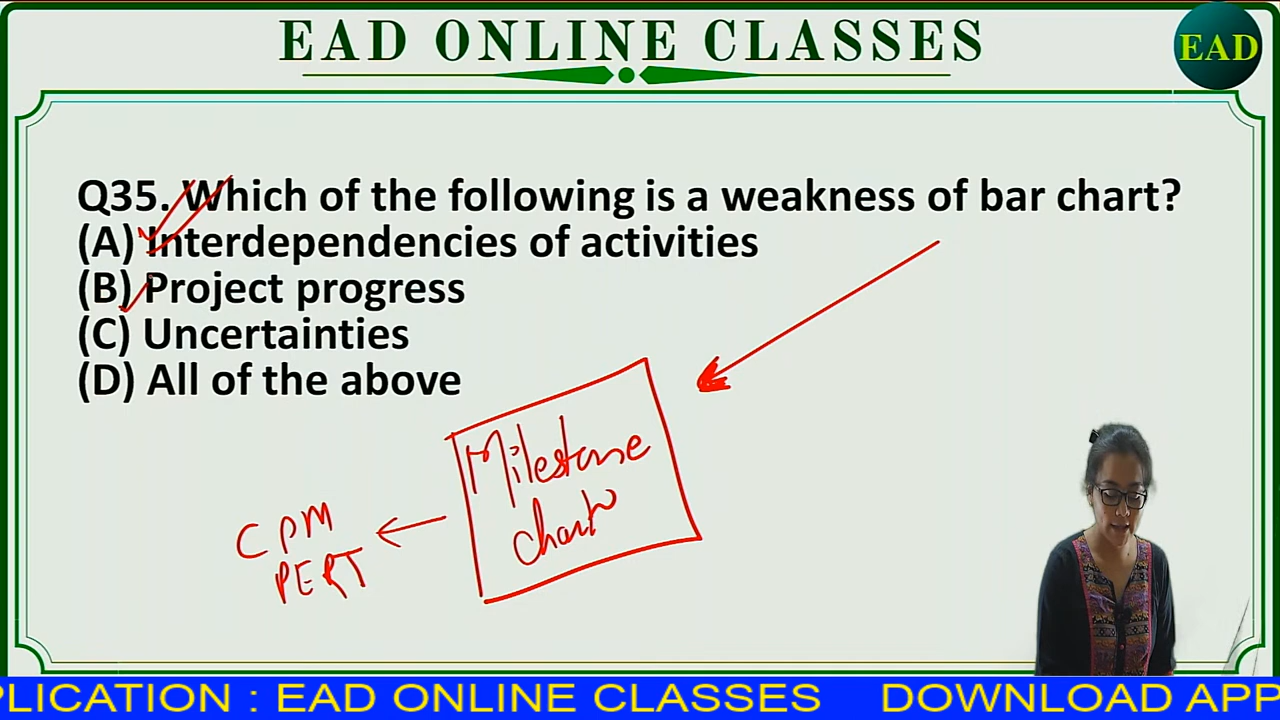 EAD ONLINE CLASSES
EAD
Q35. Which of the following is a weakness of bar chart?
(A) Interdependencies of activities
(B) Project progress
(C) Uncertainties
(D) All of the above
Milestone
chart
CPM
PERT
PLICATION : EAD ONLINE CLASSES DOWNLOAD APP